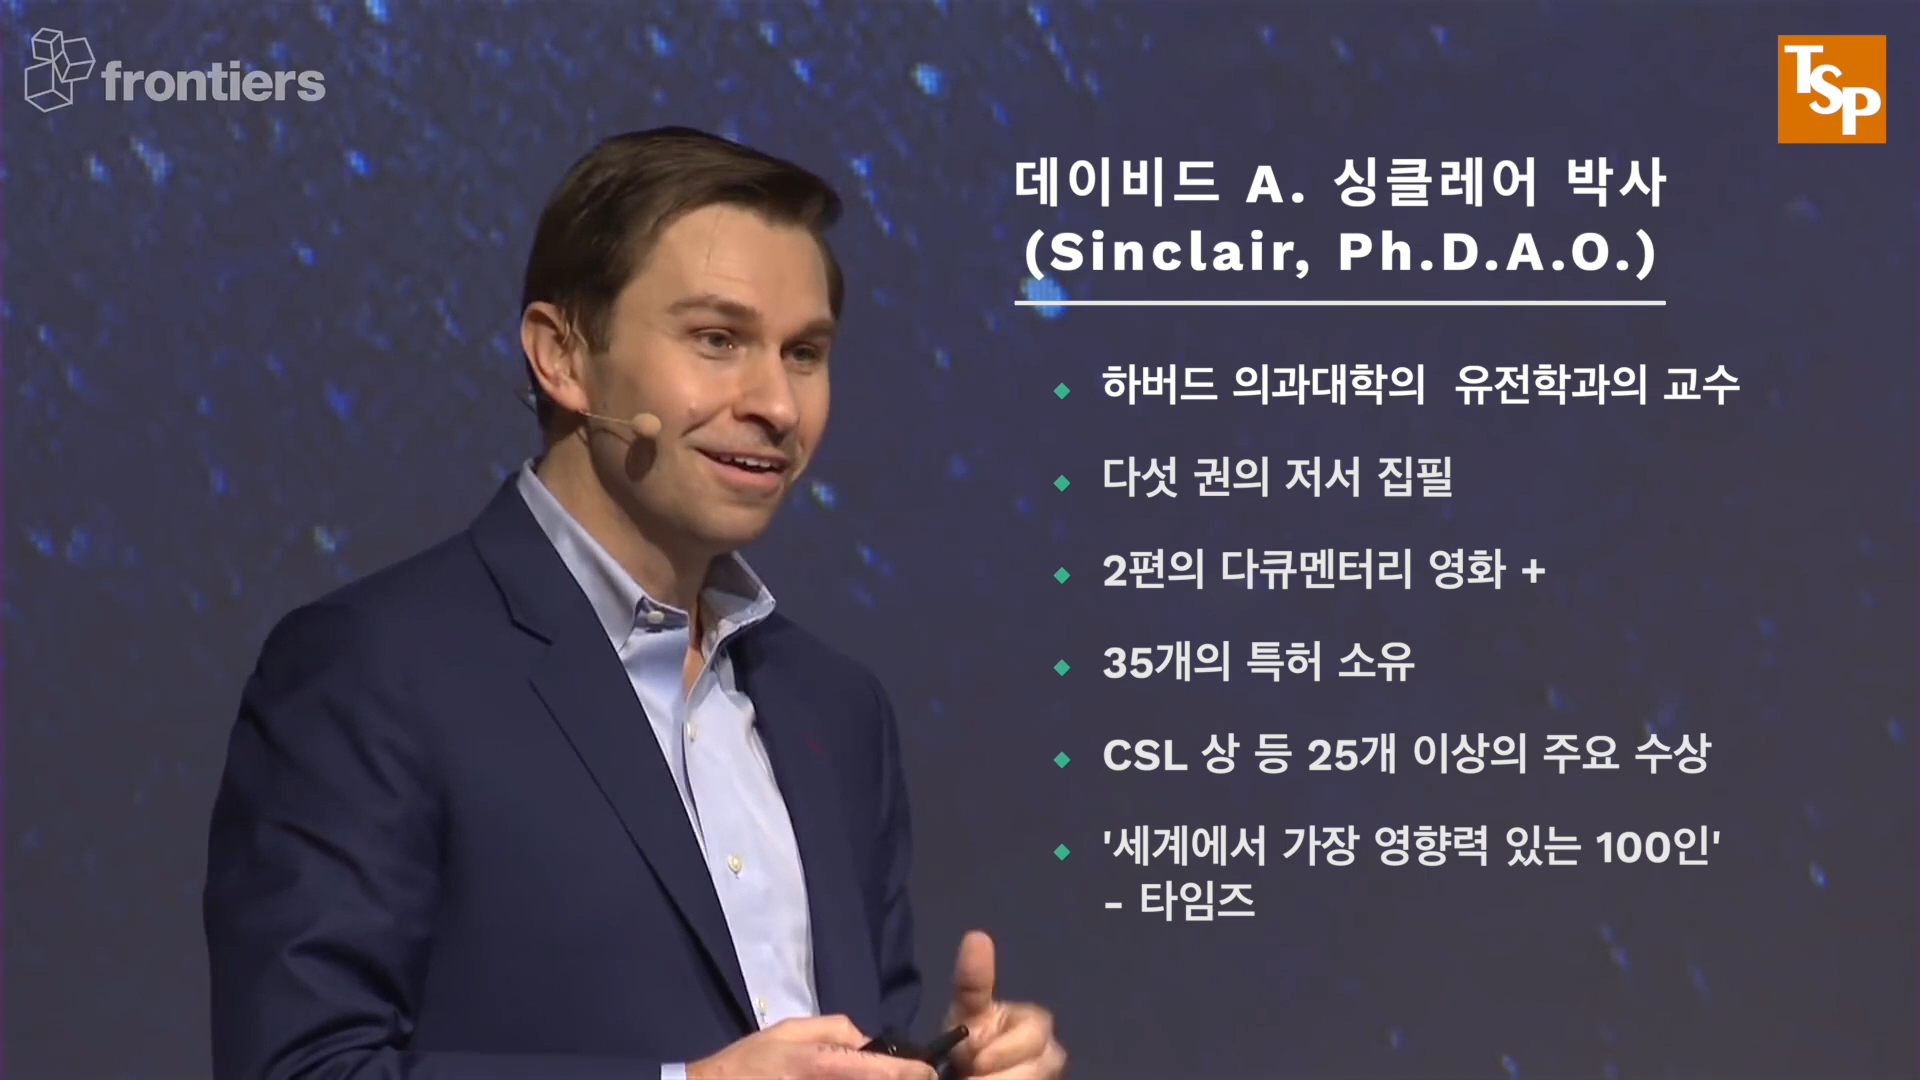 frontiers
TSP
데이비드 A. 싱클레어 박사
(Sinclair, Ph.D.A.O.)
하버드 의과대학의 유전학과의 교수
다섯 권의 저서 집필
2편의 다큐멘터리 영화 +
35개의 특허 소유
CSL 상 등 25개 이상의 주요 수상
'세계에서 가장 영향력 있는 100인'
- 타임즈